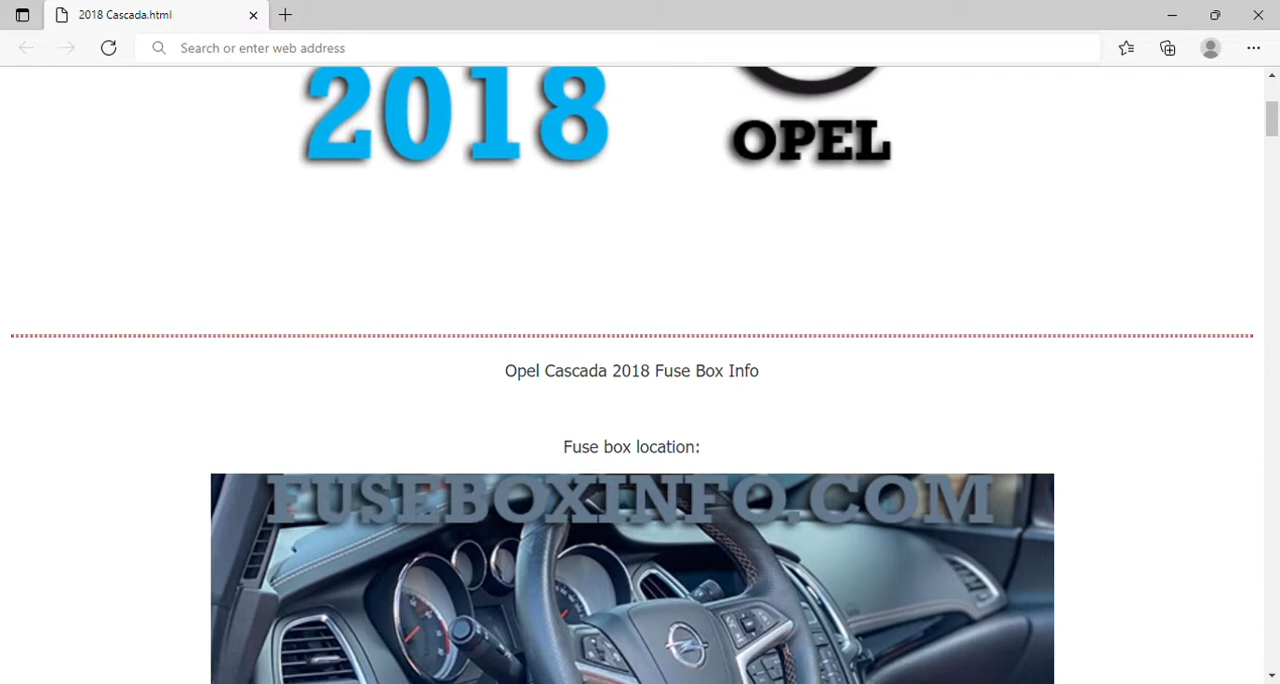 2018 Cascada.html
Search or enter web address
2018
OPEL
Opel Cascada 2018 Fuse Box Info
Fuse box location:
FUSEBOXINFO.COM